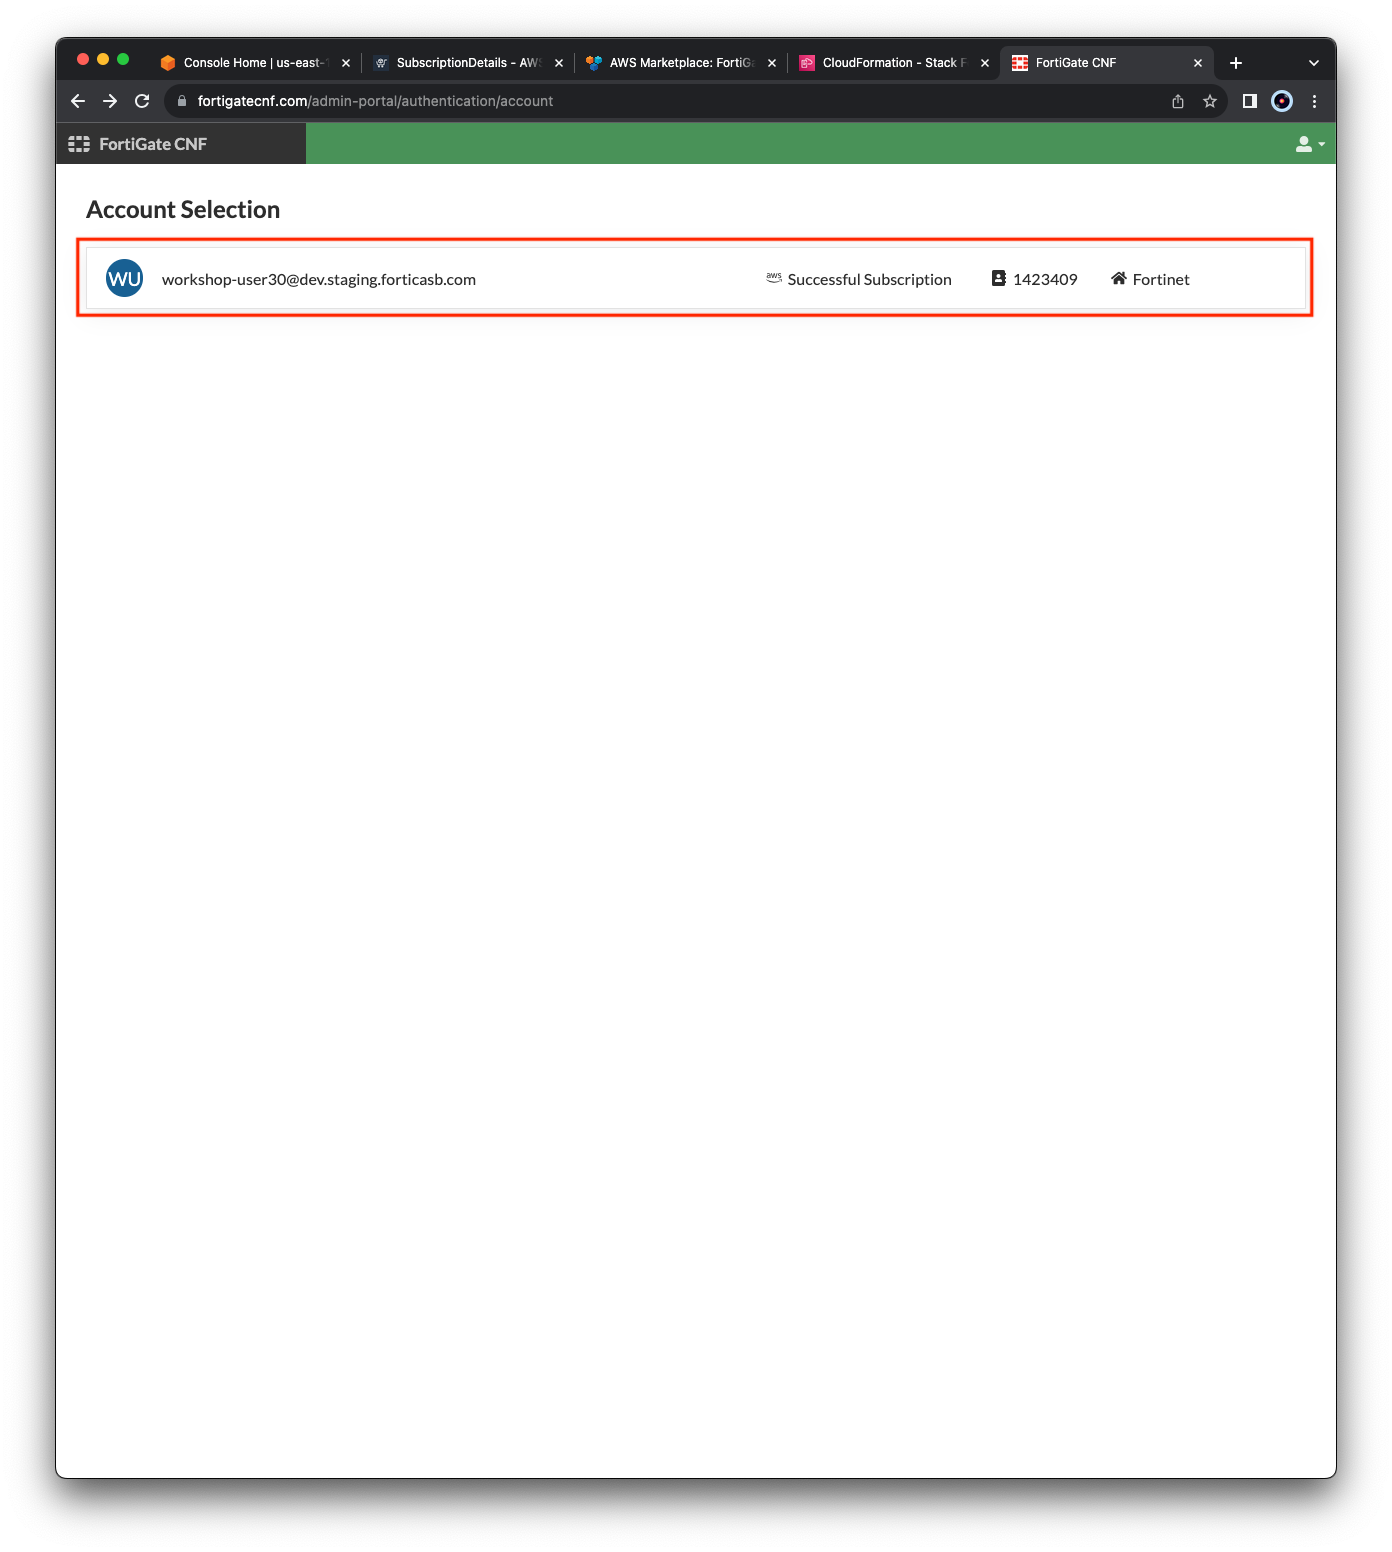 Console Home | us-east-1
SubscriptionDetails - AWS
AWS Marketplace: FortiGa
CloudFormation - Stack F
FortiGate CNF
fortigatecnf.com/admin-portal/authentication/account
FortiGate CNF
Account Selection
WU workshop-user30@dev.staging.forticasb.com aws Successful Subscription 1423409 Fortinet